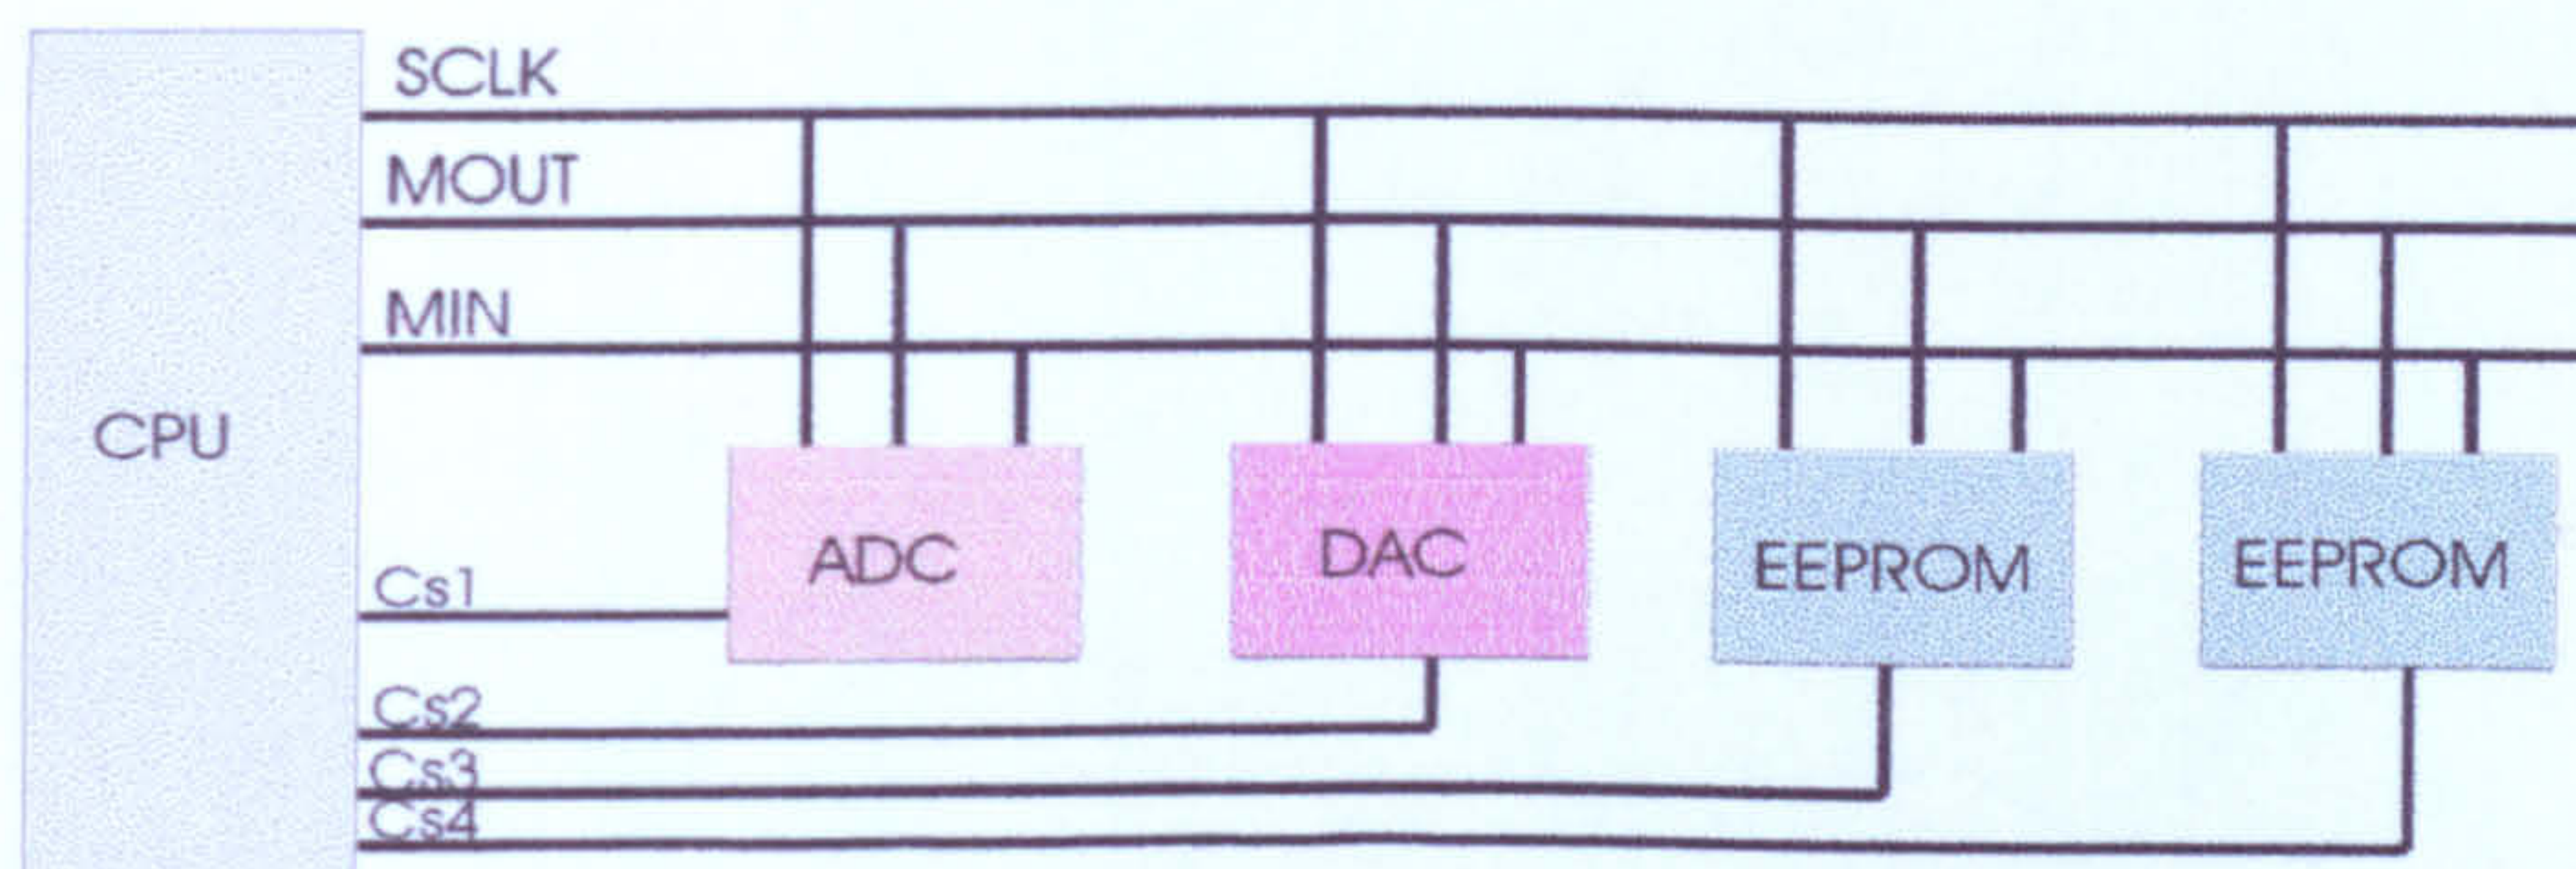 SCLK
MOUT
MIN
CPU
ADC
DAC
EEPROM
EEPROM
Cs1
Cs2
Cs3
Cs4